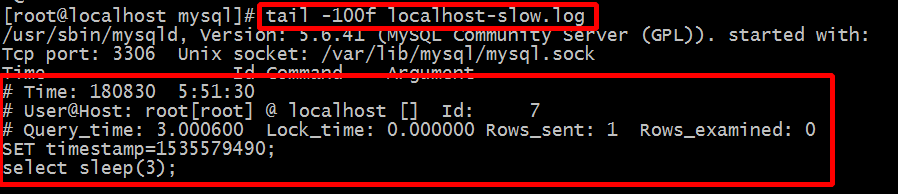 [root@localhost mysql]# tail -100f localhost-slow.log
/usr/sbin/mysqld, Version: 5.6.41 (MySQL Community Server (GPL)). started with:
Tcp port: 3306  Unix socket: /var/lib/mysql/mysql.sock
Time                 Id Command    Argument
# Time: 180830  5:51:30
# User@Host: root[root] @ localhost []  Id:     7
# Query_time: 3.000600  Lock_time: 0.000000 Rows_sent: 1  Rows_examined: 0
SET timestamp=1535579490;
select sleep(3);